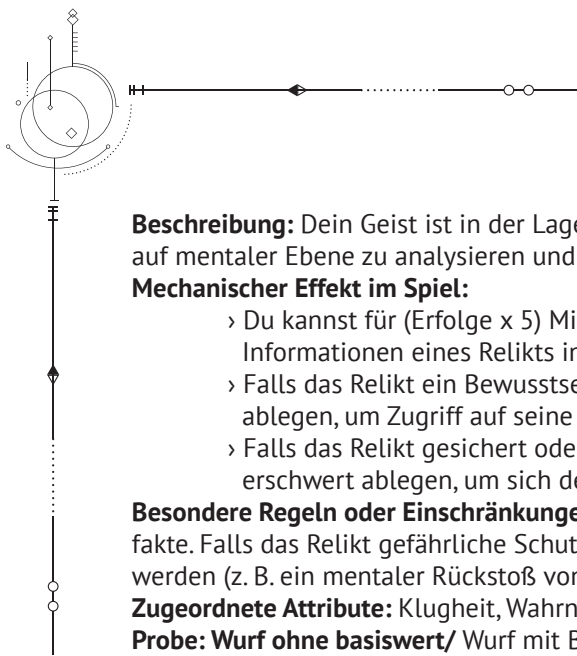 Beschreibung: Dein Geist ist in der Lage
auf mentaler Ebene zu analysieren und
Mechanischer Effekt im Spiel:
› Du kannst für (Erfolge x 5) Mi
Informationen eines Relikts in
› Falls das Relikt ein Bewusstse
ablegen, um Zugriff auf seine
› Falls das Relikt gesichert ode
erschwert ablegen, um sich de
Besondere Regeln oder Einschränkunge
fakte. Falls das Relikt gefährliche Schut
werden (z. B. ein mentaler Rückstoß vor
Zugeordnete Attribute: Klugheit, Wahrn
Probe: Wurf ohne basiswert/ Wurf mit B